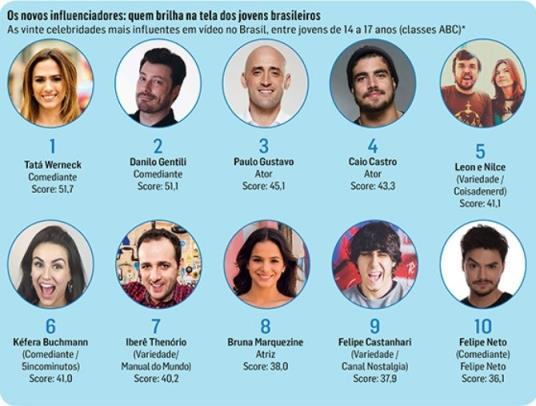 Os novos influenciadores: quem brilha na tela dos jovens brasileiros
As vinte celebridades mais influentes em vídeo no Brasil, entre jovens de 14 a 17 anos (classes ABC)*
1
Tatá Werneck
Comediante
Score: 51,7
2
Danilo Gentili
Comediante
Score: 51,1
3
Paulo Gustavo
Ator
Score: 45,1
4
Caio Castro
Ator
Score: 43,3
5
Leon e Nilce
(Variedade /
Coisadenerd)
Score: 41,1
6
Kéfera Buchmann
(Comediante /
5incominutos)
Score: 41,0
7
Iberê Thenório
(Variedade/
Manual do Mundo)
Score: 40,2
8
Bruna Marquezine
Atriz
Score: 38,0
9
Felipe Castanhari
(Variedade /
Canal Nostalgia)
Score: 37,9
10
Felipe Neto
(Comediante)
Felipe Neto
Score: 36,1